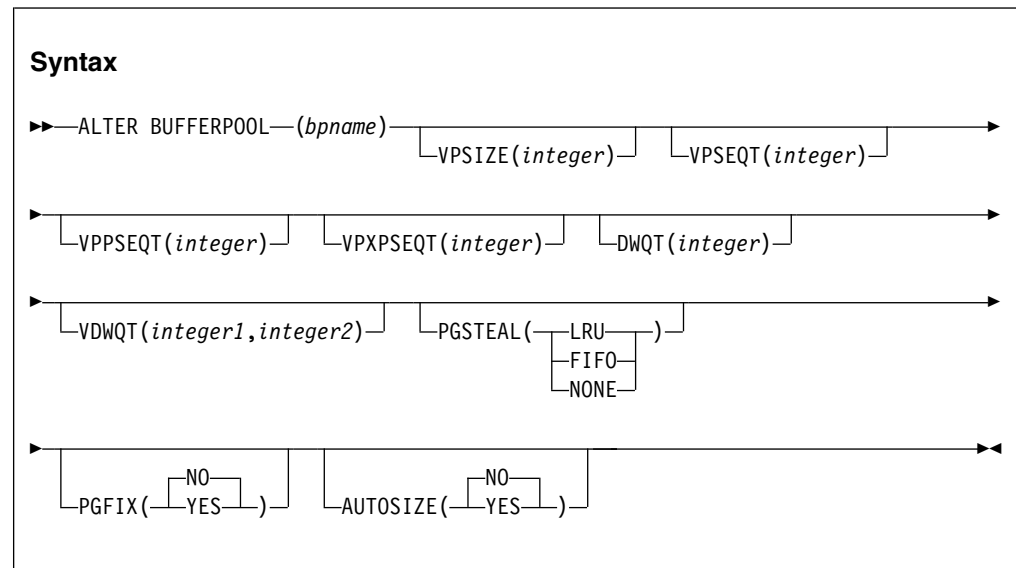 Syntax
ALTER BUFFERPOOL (bpname)
VPSIZE(integer) VPSEQT(integer)
VPPSEQT(integer) VPXPSEQT(integer) DWQT(integer)
VDWQT(integer1,integer2) PGSTEAL( LRU )
FIFO
NONE
NO NO
PGFIX( YES ) AUTOSIZE( YES )